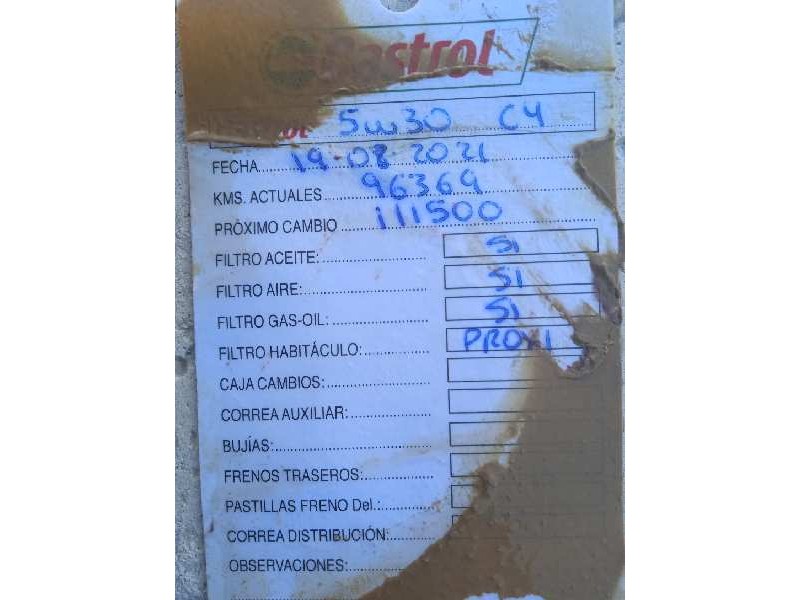 Castrol
5w30 C4
FECHA....19-08-2021
KMS. ACTUALES....96369
PRÓXIMO CAMBIO....111500
FILTRO ACEITE:.... SI
FILTRO AIRE:.... SI
FILTRO GAS-OIL:.... SI
FILTRO HABITÁCULO:.... PROXI
CAJA CAMBIOS:....
CORREA AUXILIAR:....
BUJÍAS:....
FRENOS TRASEROS:....
PASTILLAS FRENO Del.:....
CORREA DISTRIBUCIÓN:....
OBSERVACIONES:....